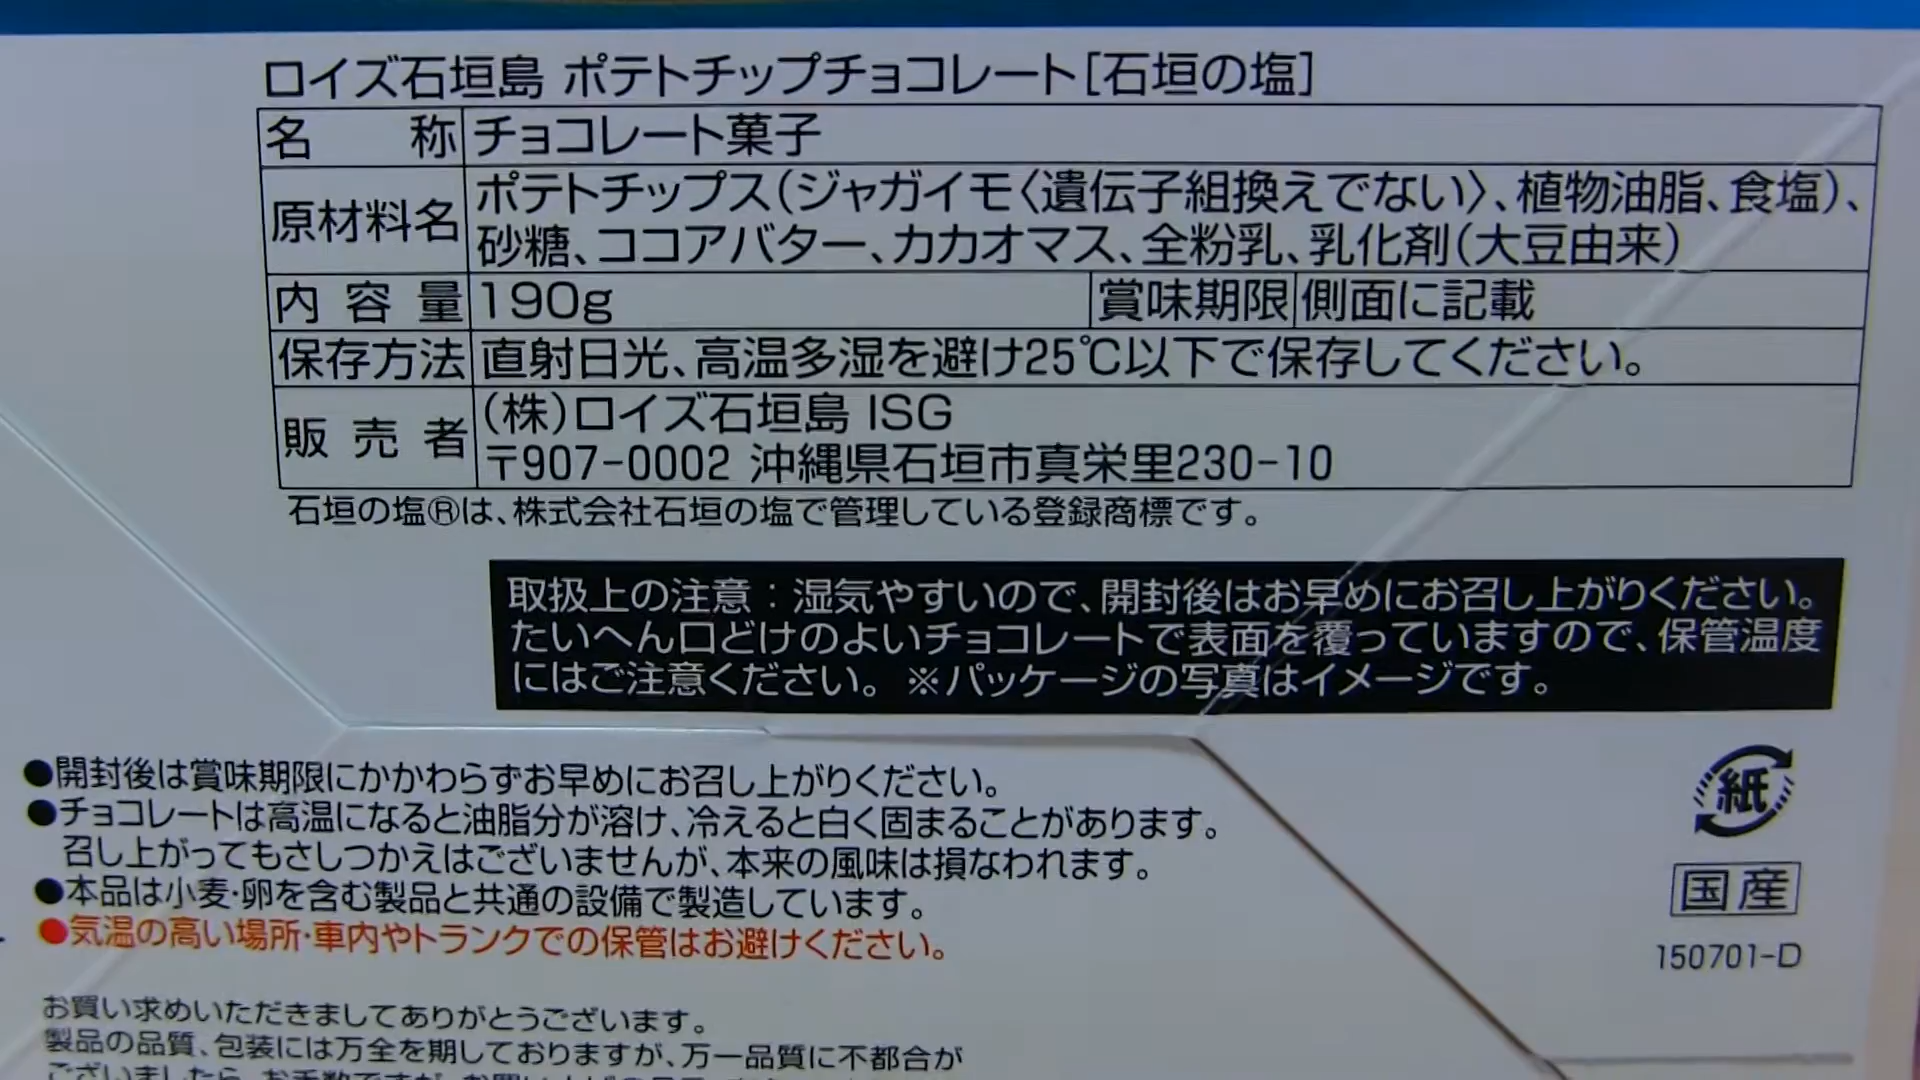 ロイズ石垣島 ポテトチップチョコレート[石垣の塩]
名称 チョコレート菓子
原材料名 ポテトチップス(ジャガイモ〈遺伝子組換えでない〉、植物油脂、食塩)、
砂糖、ココアバター、カカオマス、全粉乳、乳化剤(大豆由来)
内容量 190g 賞味期限 側面に記載
保存方法 直射日光、高温多湿を避け25℃以下で保存してください。
販売者 (株)ロイズ石垣島 ISG
〒907-0002 沖縄県石垣市真栄里230-10
石垣の塩®は、株式会社石垣の塩で管理している登録商標です。
取扱上の注意：湿気やすいので、開封後はお早めにお召し上がりください。
たいへん口どけのよいチョコレートで表面を覆っていますので、保管温度
にはご注意ください。※パッケージの写真はイメージです。
●開封後は賞味期限にかかわらずお早めにお召し上がりください。
●チョコレートは高温になると油脂分が溶け、冷えると白く固まることがあります。
召し上がってもさしつかえはございませんが、本来の風味は損なわれます。
●本品は小麦・卵を含む製品と共通の設備で製造しています。
●気温の高い場所・車内やトランクでの保管はお避けください。
紙
国産
150701-D
お買い求めいただきましてありがとうございます。
製品の品質、包装には万全を期しておりますが、万一品質に不都合が